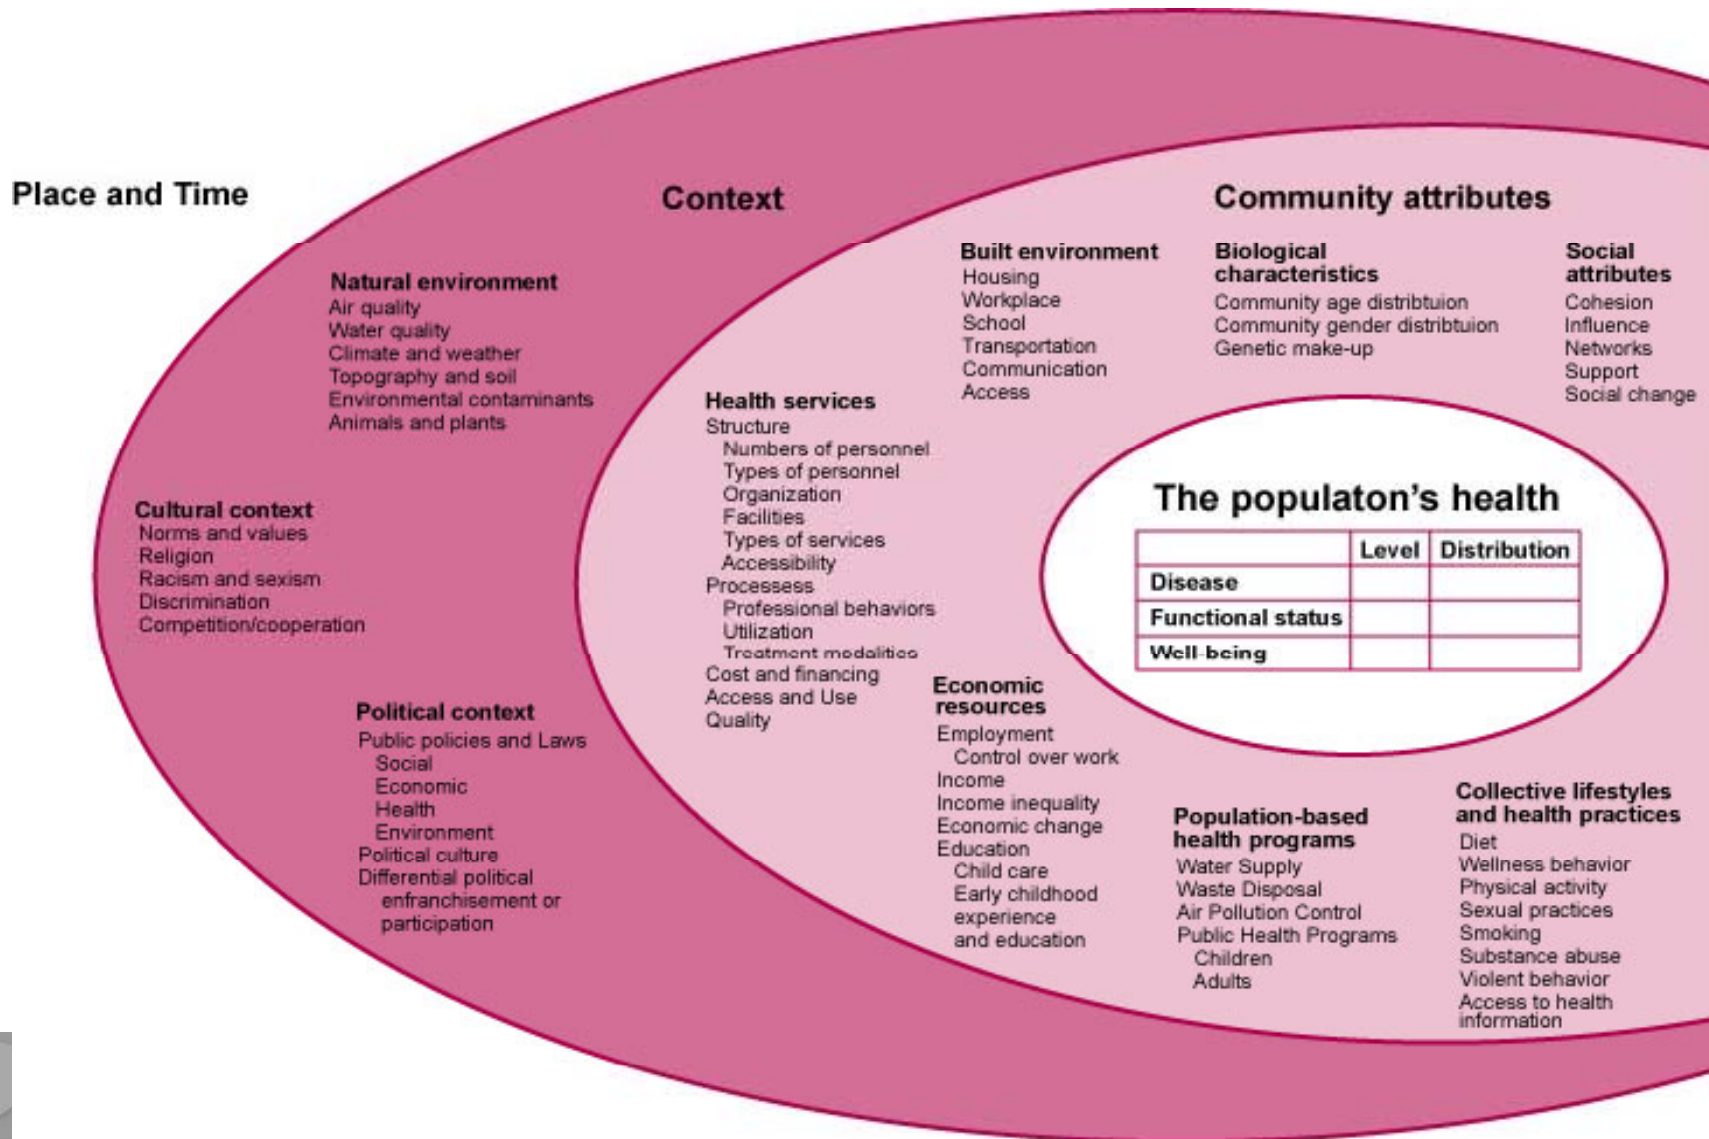 Place and Time
Context
Natural environment
Air quality
Water quality
Climate and weather
Topography and soil
Environmental contaminants
Animals and plants
Cultural context
Norms and values
Religion
Racism and sexism
Discrimination
Competition/cooperation
Political context
Public policies and Laws
Social
Economic
Health
Environment
Political culture
Differential political
enfranchisement or
participation
Community attributes
Health services
Structure
Numbers of personnel
Types of personnel
Organization
Facilities
Types of services
Accessibility
Processess
Professional behaviors
Utilization
Treatment modalities
Cost and financing
Access and Use
Quality
Built environment
Housing
Workplace
School
Transportation
Communication
Access
Biological
characteristics
Community age distribtuion
Community gender distribtuion
Genetic make-up
Social
attributes
Cohesion
Influence
Networks
Support
Social change
The populaton's health
Level Distribution
Disease
Functional status
Well-being
Economic
resources
Employment
Control over work
Income
Income inequality
Economic change
Education
Child care
Early childhood
experience
and education
Population-based
health programs
Water Supply
Waste Disposal
Air Pollution Control
Public Health Programs
Children
Adults
Collective lifestyles
and health practices
Diet
Wellness behavior
Physical activity
Sexual practices
Smoking
Substance abuse
Violent behavior
Access to health
information